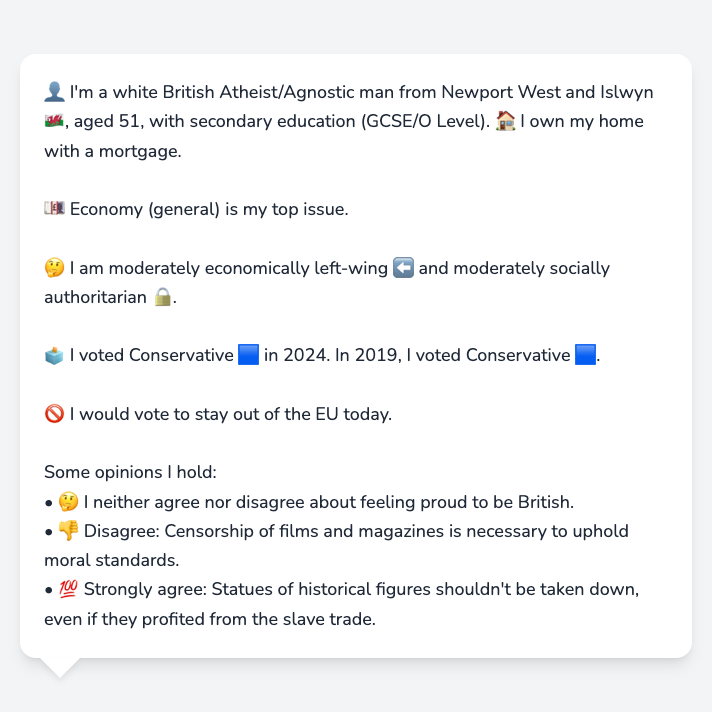 👤 I'm a white British Atheist/Agnostic man from Newport West and Islwyn
🏴󠁧󠁢󠁷󠁬󠁳󠁿, aged 51, with secondary education (GCSE/O Level). 🏠 I own my home
with a mortgage.
💷 Economy (general) is my top issue.
🤔 I am moderately economically left-wing ⬅️ and moderately socially
authoritarian 🔒.
🗳️ I voted Conservative 🟦 in 2024. In 2019, I voted Conservative 🟦.
🚫 I would vote to stay out of the EU today.
Some opinions I hold:
• 🤔 I neither agree nor disagree about feeling proud to be British.
• 👎 Disagree: Censorship of films and magazines is necessary to uphold
moral standards.
• 💯 Strongly agree: Statues of historical figures shouldn't be taken down,
even if they profited from the slave trade.